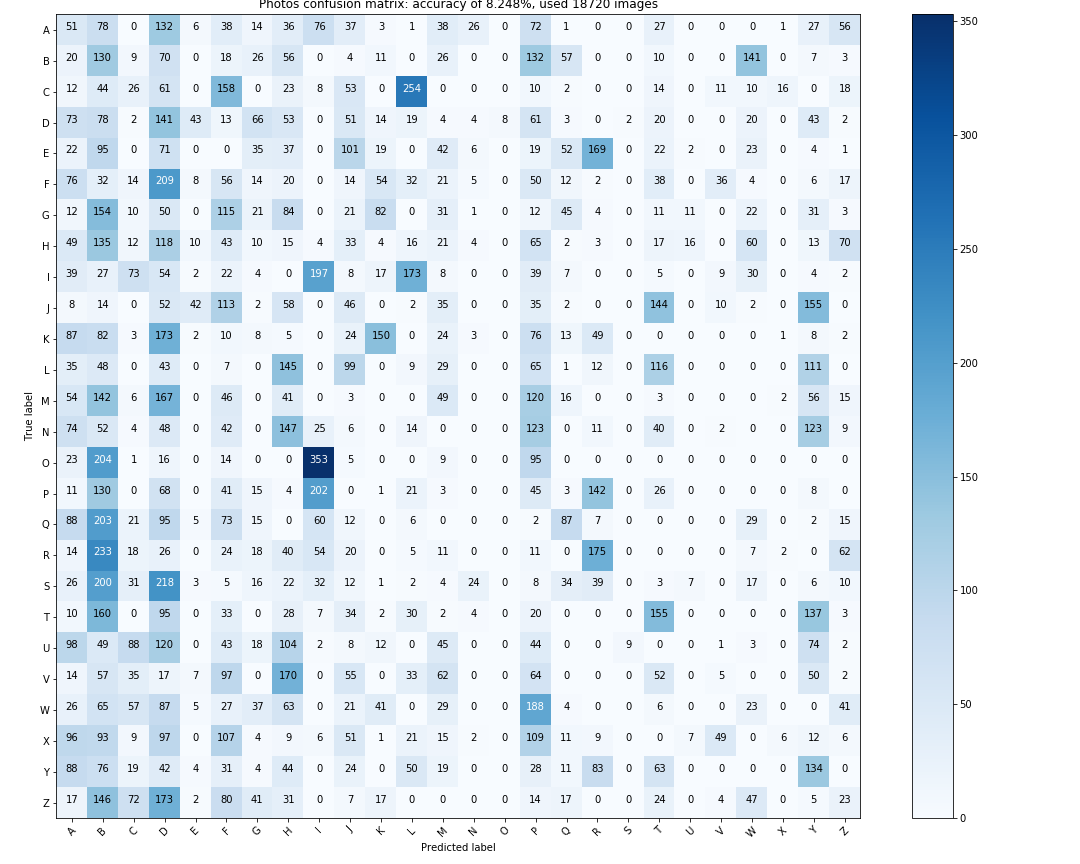 Photos confusion matrix: accuracy of 8.248%, used 18720 images
A 51 78 0 132 6 38 14 36 76 37 3 1 38 26 0 72 1 0 0 27 0 0 0 1 27 56
B 20 130 9 70 0 18 26 56 0 4 11 0 26 0 0 132 57 0 0 10 0 0 141 0 7 3
C 12 44 26 61 0 158 0 23 8 53 0 254 0 0 0 10 2 0 0 14 0 11 10 16 0 18
D 73 78 2 141 43 13 66 53 0 51 14 19 4 4 8 61 3 0 2 20 0 0 20 0 43 2
E 22 95 0 71 0 0 35 37 0 101 19 0 42 6 0 19 52 169 0 22 2 0 23 0 4 1
F 76 32 14 209 8 56 14 20 0 14 54 32 21 5 0 50 12 2 0 38 0 36 4 0 6 17
G 12 154 10 50 0 115 21 84 0 21 82 0 31 1 0 12 45 4 0 11 11 0 22 0 31 3
H 49 135 12 118 10 43 10 15 4 33 4 16 21 4 0 65 2 3 0 17 16 0 60 0 13 70
I 39 27 73 54 2 22 4 0 197 8 17 173 8 0 0 39 7 0 0 5 0 9 30 0 4 2
J 8 14 0 52 42 113 2 58 0 46 0 2 35 0 0 35 2 0 0 144 0 10 2 0 155 0
K 87 82 3 173 2 10 8 5 0 24 150 0 24 3 0 76 13 49 0 0 0 0 0 1 8 2
L 35 48 0 43 0 7 0 145 0 99 0 9 29 0 0 65 1 12 0 116 0 0 0 0 111 0
M 54 142 6 167 0 46 0 41 0 3 0 0 49 0 0 120 16 0 0 3 0 0 0 2 56 15
N 74 52 4 48 0 42 0 147 25 6 0 14 0 0 0 123 0 11 0 40 0 2 0 0 123 9
O 23 204 1 16 0 14 0 0 353 5 0 0 9 0 0 95 0 0 0 0 0 0 0 0 0 0
P 11 130 0 68 0 41 15 4 202 0 1 21 3 0 0 45 3 142 0 26 0 0 0 0 8 0
Q 88 203 21 95 5 73 15 0 60 12 0 6 0 0 0 2 87 7 0 0 0 0 29 0 2 15
R 14 233 18 26 0 24 18 40 54 20 0 5 11 0 0 11 0 175 0 0 0 0 7 2 0 62
S 26 200 31 218 3 5 16 22 32 12 1 2 4 24 0 8 34 39 0 3 7 0 17 0 6 10
T 10 160 0 95 0 33 0 28 7 34 2 30 2 4 0 20 0 0 0 155 0 0 0 0 137 3
U 98 49 88 120 0 43 18 104 2 8 12 0 45 0 0 44 0 0 9 0 0 1 3 0 74 2
V 14 57 35 17 7 97 0 170 0 55 0 33 62 0 0 64 0 0 0 52 0 5 0 0 50 2
W 26 65 57 87 5 27 37 63 0 21 41 0 29 0 0 188 4 0 0 6 0 0 23 0 0 41
X 96 93 9 97 0 107 4 9 6 51 1 21 15 2 0 109 11 9 0 0 7 49 0 6 12 6
Y 88 76 19 42 4 31 4 44 0 24 0 50 19 0 0 28 11 83 0 63 0 0 0 0 134 0
Z 17 146 72 173 2 80 41 31 0 7 17 0 0 0 0 14 17 0 0 24 0 4 47 0 5 23
A B C D E F G H I J K L M N O P Q R S T U V W X Y Z
Predicted label
True label
350
300
250
200
150
100
50
0